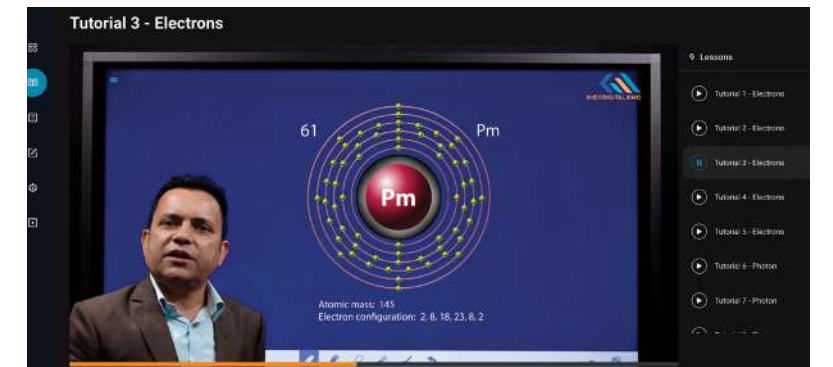 Tutorial 3 - Electrons
9 Lessons
Tutorial 1 - Electrons
Tutorial 2 - Electrons
Tutorial 3 - Electrons
Tutorial 4 - Electrons
Tutorial 5 - Electrons
Tutorial 6 - Photon
Tutorial 7 - Photon
61
Pm
Pm
Atomic mass: 145
Electron configuration: 2, 8, 18, 23, 8, 2